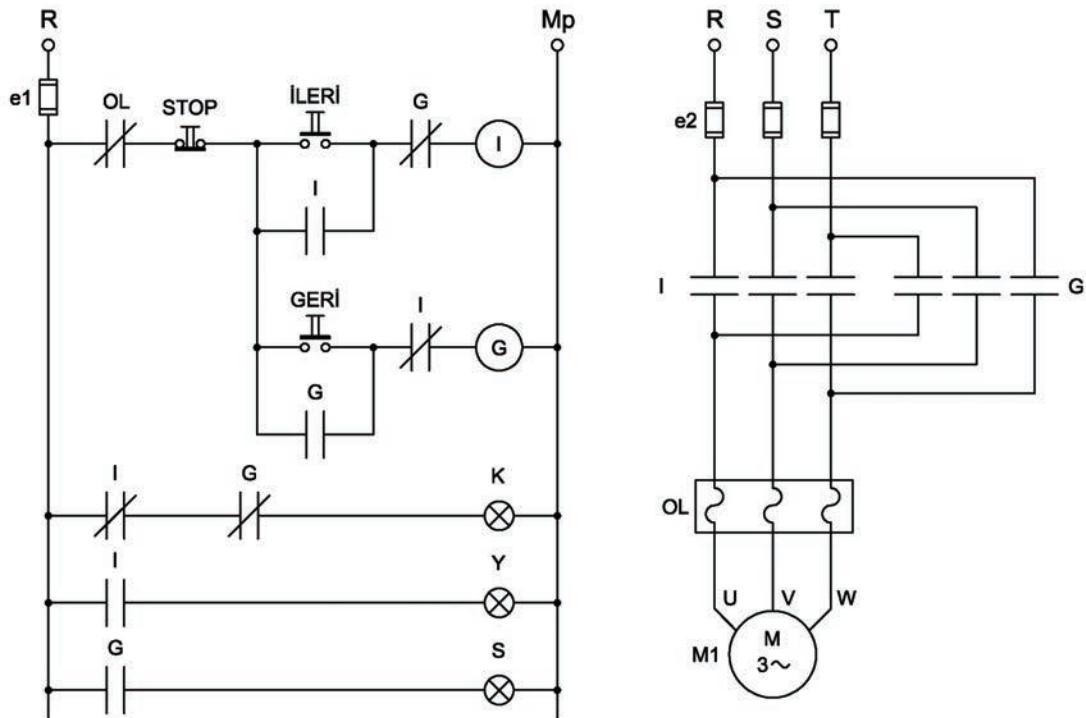 R Mp
e1
OL STOP İLERİ G
I
I
GERİ I
G
G
I G K
I Y
G S
R S T
e2
I G
OL
U V W
M1 M
3~